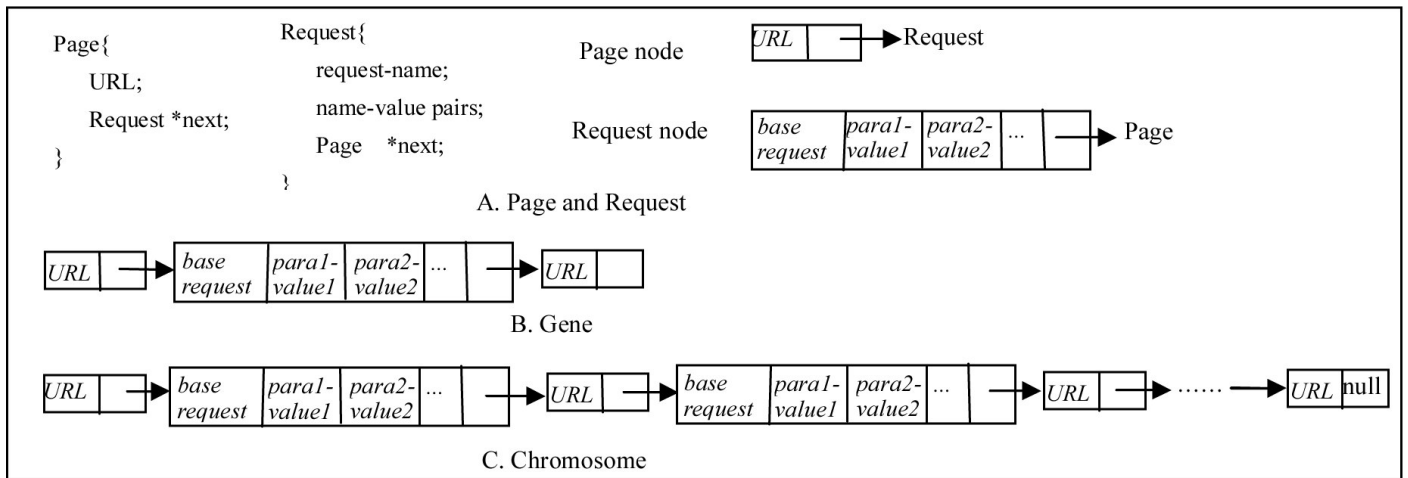 Page{
URL;
Request *next;
}
Request{
request-name;
name-value pairs;
Page *next;
}
Page node
URL
Request
Request node
base request
para1-value1
para2-value2
...
Page
A. Page and Request
URL
base request
para1-value1
para2-value2
...
URL
B. Gene
URL
base request
para1-value1
para2-value2
...
URL
base request
para1-value1
para2-value2
...
URL
......
URL
null
C. Chromosome